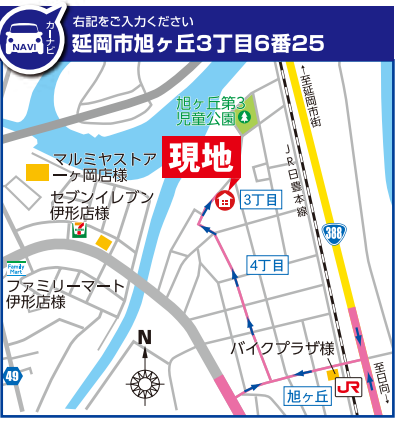 カーナビ
NAVI
右記をご入力ください
延岡市旭ヶ丘3丁目6番25
旭ヶ丘第3
児童公園
至延岡市街
マルミヤストア
一ヶ岡店様
現地
JR日豊本線
セブンイレブン
伊形店様
3丁目
388
4丁目
FamilyMart
ファミリーマート
伊形店様
N
バイクプラザ様
至日向
49
旭ヶ丘
JR